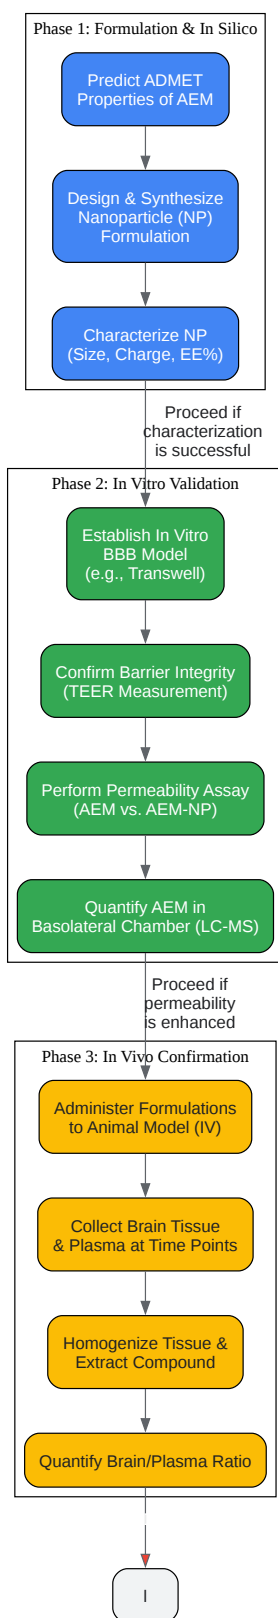 Phase 1: Formulation & In Silico
Predict ADMET
Properties of AEM
Design & Synthesize
Nanoparticle (NP)
Formulation
Characterize NP
(Size, Charge, EE%)
Proceed if
characterization
is successful
Phase 2: In Vitro Validation
Establish In Vitro
BBB Model
(e.g., Transwell)
Confirm Barrier Integrity
(TEER Measurement)
Perform Permeability Assay
(AEM vs. AEM-NP)
Quantify AEM in
Basolateral Chamber (LC-MS)
Proceed if
permeability
is enhanced
Phase 3: In Vivo Confirmation
Administer Formulations
to Animal Model (IV)
Collect Brain Tissue
& Plasma at Time Points
Homogenize Tissue &
Extract Compound
Quantify Brain/Plasma Ratio
I